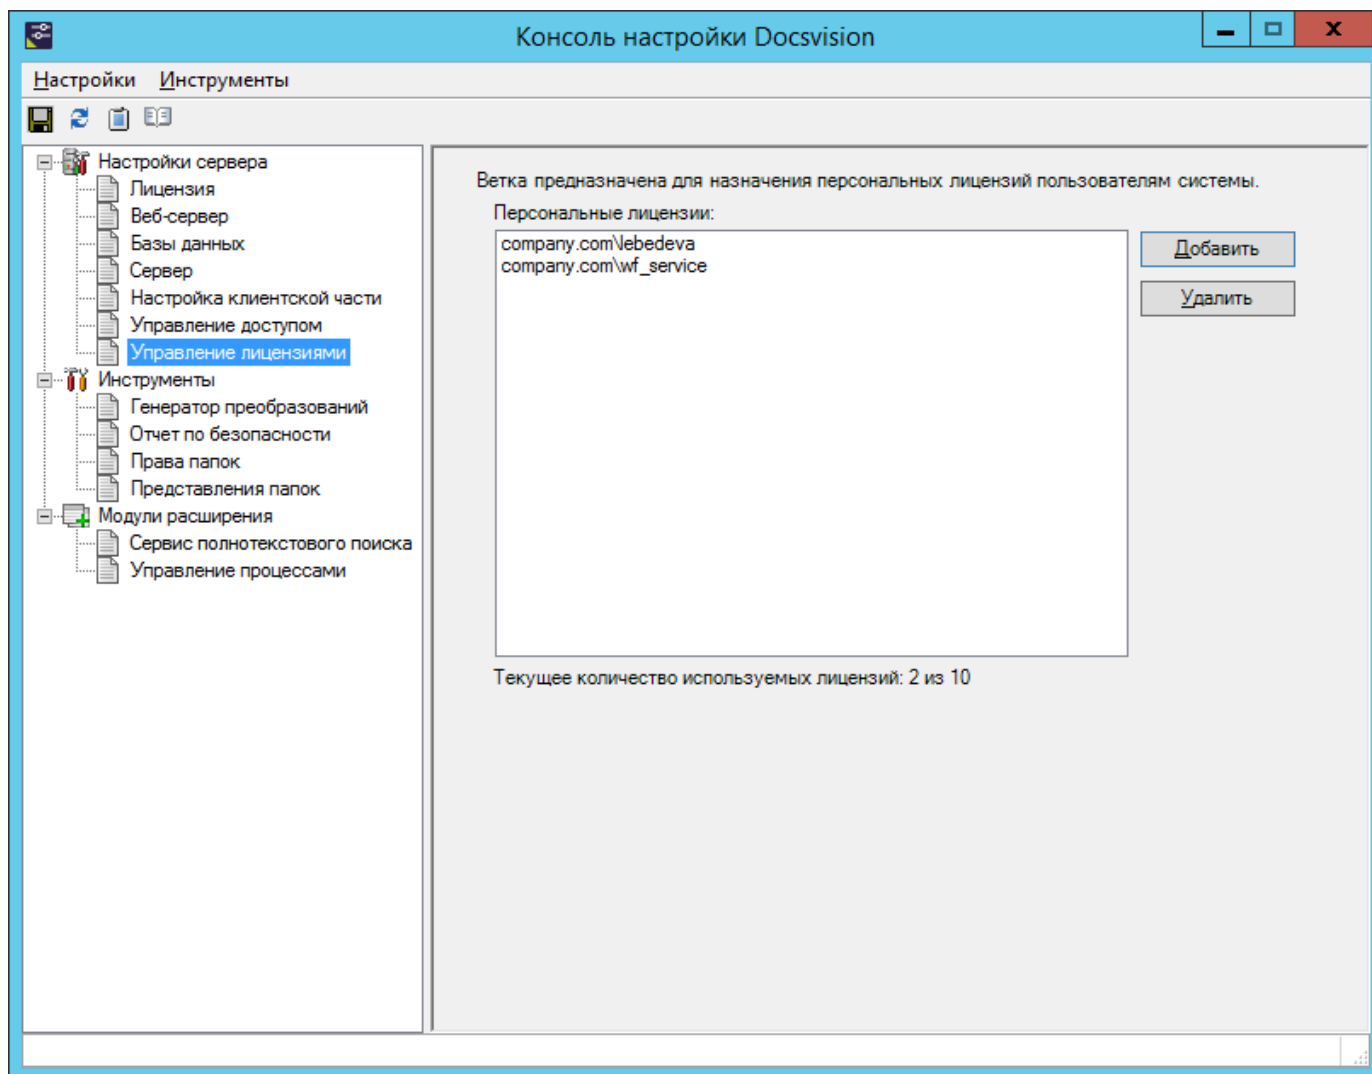 Консоль настройки Docsvision
Настройки Инструменты
Настройки сервера
Лицензия
Веб-сервер
Базы данных
Сервер
Настройка клиентской части
Управление доступом
Управление лицензиями
Инструменты
Генератор преобразований
Отчет по безопасности
Права папок
Представления папок
Модули расширения
Сервис полнотекстового поиска
Управление процессами
Ветка предназначена для назначения персональных лицензий пользователям системы.
Персональные лицензии:
company.com\lebedeva
company.com\wf_service
Добавить
Удалить
Текущее количество используемых лицензий: 2 из 10